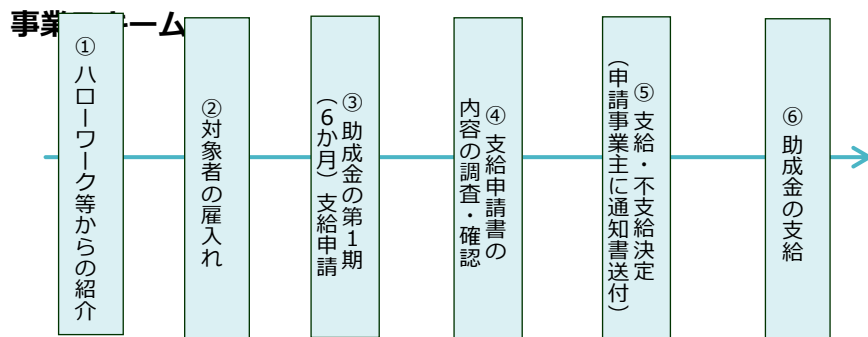 事業スキーム
① ハローワーク等からの紹介
②対象者の雇入れ
③ 助成金の第1期
(6か月)支給申請
④ 支給申請書の
内容の調査・確認
⑤ 支給・不支給決定
(申請事業主に通知書送付)
⑥ 助成金の支給